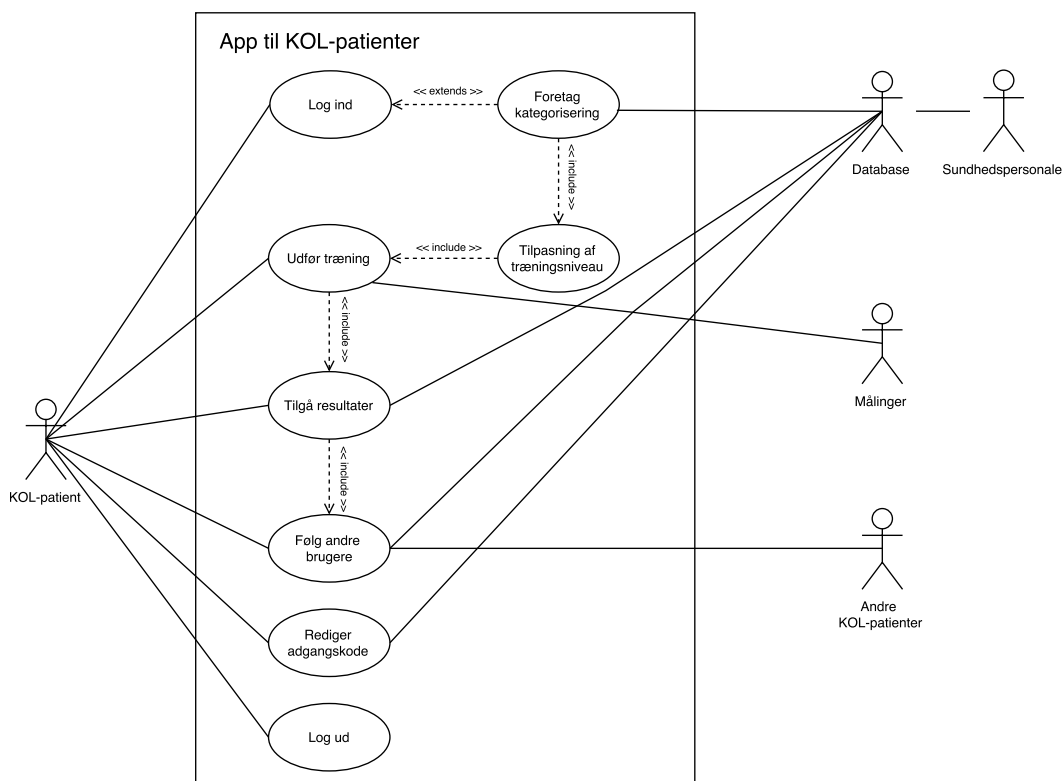 App til KOL-patienter
Log ind
<< extends >>
Foretag
kategorisering
Database
Sundhedspersonale
<< include >>
Udfør træning
<< include >>
Tilpasning af
træningsniveau
<< include >>
Målinger
Tilgå resultater
KOL-patient
<< include >>
Følg andre
brugere
Andre
KOL-patienter
Rediger
adgangskode
Log ud